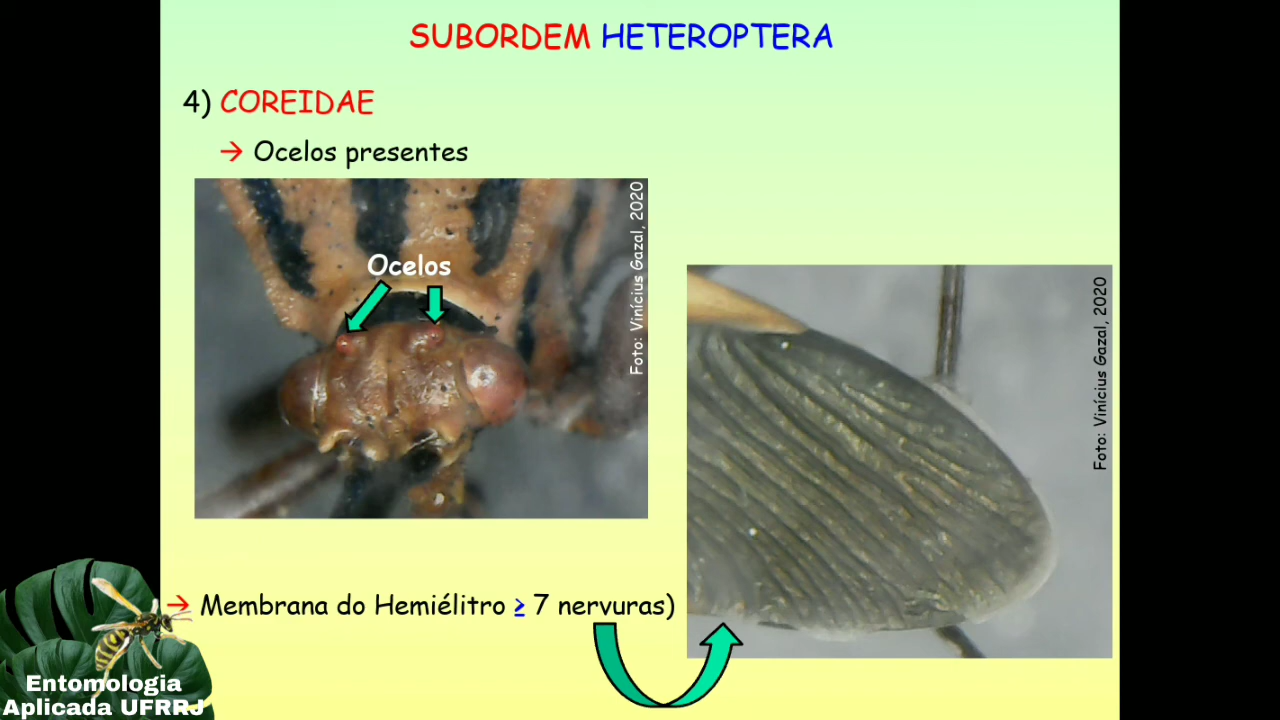 SUBORDEM HETEROPTERA
4) COREIDAE
→ Ocelos presentes
Ocelos
Foto: Vinícius Gazal, 2020
Foto: Vinícius Gazal, 2020
→ Membrana do Hemiélitro ≥ 7 nervuras)
Entomologia
Aplicada UFRRJ